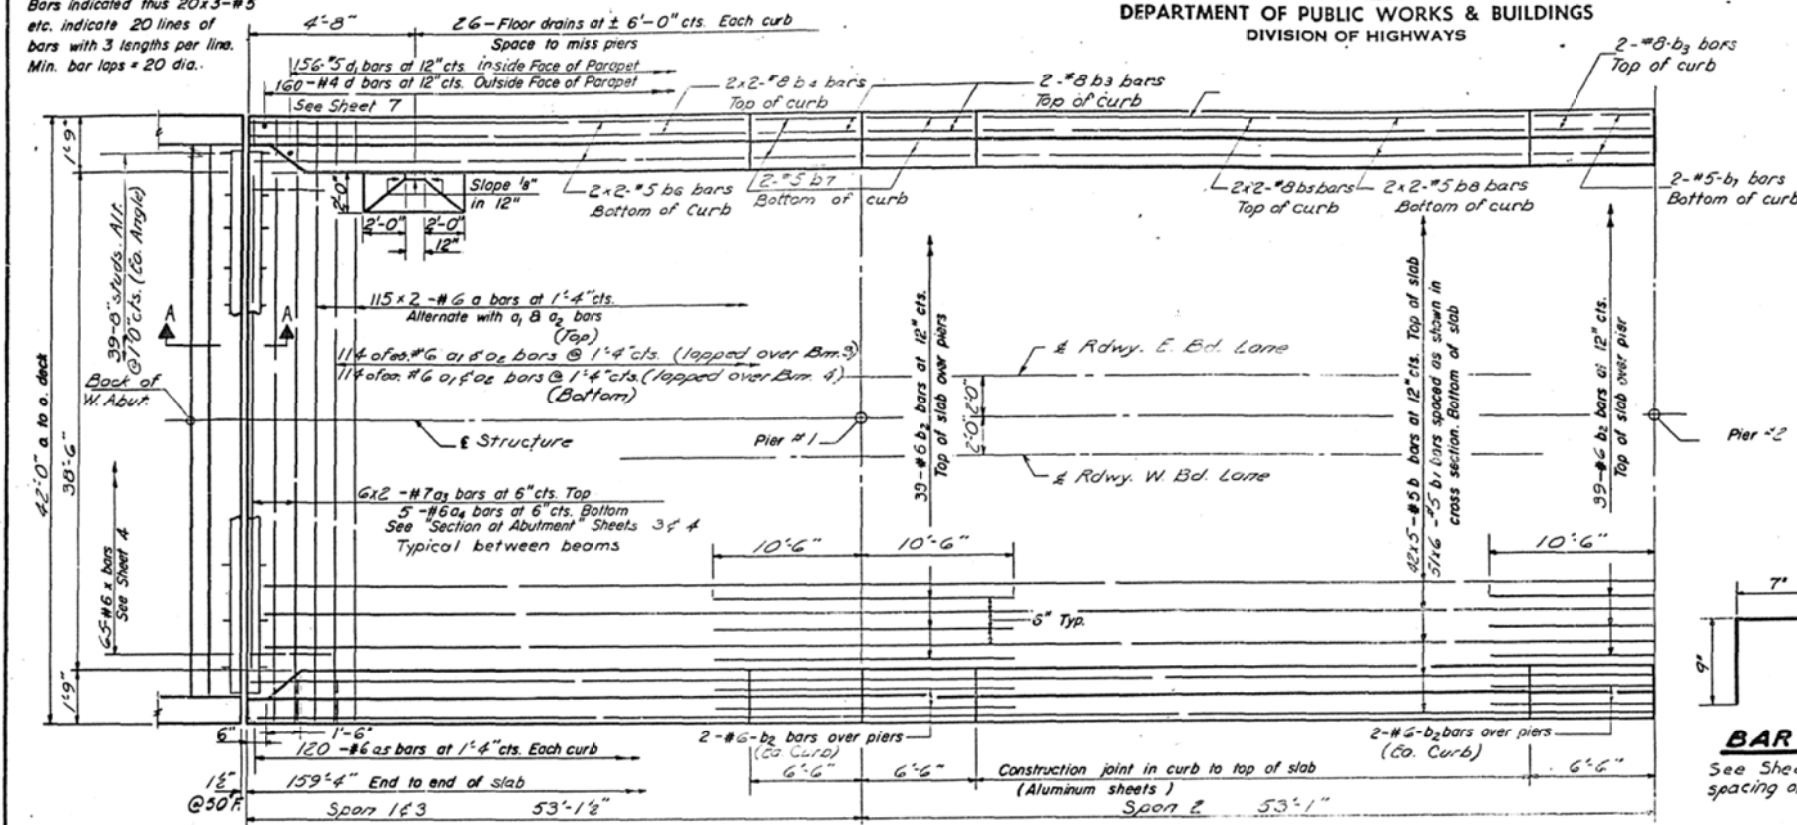 Bars indicated thus 20x3-#5
etc. indicate 20 lines of
bars with 3 lengths per line.
Min. bar laps = 20 dia.
DEPARTMENT OF PUBLIC WORKS & BUILDINGS
DIVISION OF HIGHWAYS
4'-8"
26-Floor drains at ± 6'-0" cts. Each curb
Space to miss piers
156-#5 d, bars at 12" cts. inside Face of Parapet
160-#4 d bars at 12" cts. Outside Face of Parapet
See Sheet 7
2x2-#8 b4 bars
Top of curb
2-#8 b3 bars
Top of curb
2-#8-b3 bars
Top of curb
2x2-#5 b6 bars
Bottom of Curb
2-#5 b7
Bottom of curb
2x2-#8 b5 bars
Top of curb
2x2-#5 b8 bars
Bottom of curb
2-#5-b, bars
Bottom of curb
1'-9"
38'-6"
1'-9"
42'-0" o. to o. deck
39-8" studs. Alt.
@ 1'-0" cts. (Ea. Angle)
2'-0"
Slope 1/8"
in 12"
2'-0"
2'-0"
12"
A
A
115 x 2 -#6 a bars at 1'-4" cts.
Alternate with a1 & a2 bars
(Top)
114 of ea. #6 a1 & a2 bars @ 1'-4" cts. (lapped over Bm. 3)
114 of ea. #6 a1 & a2 bars @ 1'-4" cts. (lapped over Bm. 4)
(Bottom)
Back of
W. Abut.
℄ Structure
Pier #1
Pier #2
℄ Rdwy. E. Bd. Lane
2'-0"
2'-0"
℄ Rdwy. W. Bd. Lane
39-#6 b2 bars at 12" cts.
Top of slab over piers
42x5-#5 b bars at 12" cts. Top of slab
51x6-#5 b1 bars spaced as shown in
cross section. Bottom of slab
39-#6 b2 bars at 12" cts.
Top of slab over pier
6x2 -#7 a3 bars at 6" cts. Top
5 -#6 a4 bars at 6" cts. Bottom
See "Section at Abutment" Sheets 3 & 4
Typical between beams
65-#6 x bars
See Sheet 4
10'-6"
10'-6"
10'-6"
6" Typ.
7"
9"
6"
1'-6"
120 -#6 a5 bars at 1'-4" cts. Each curb
2-#6-b2 bars over piers
(Ea. Curb)
2-#6-b2 bars over piers
(Ea. Curb)
1½"
@50°F.
159'-4" End to end of slab
6'-6"
6'-6"
Construction joint in curb to top of slab
(Aluminum sheets)
6'-6"
Span 1 & 3
53'-1½"
Span 2
53'-1"
BAR
See Shee
spacing o